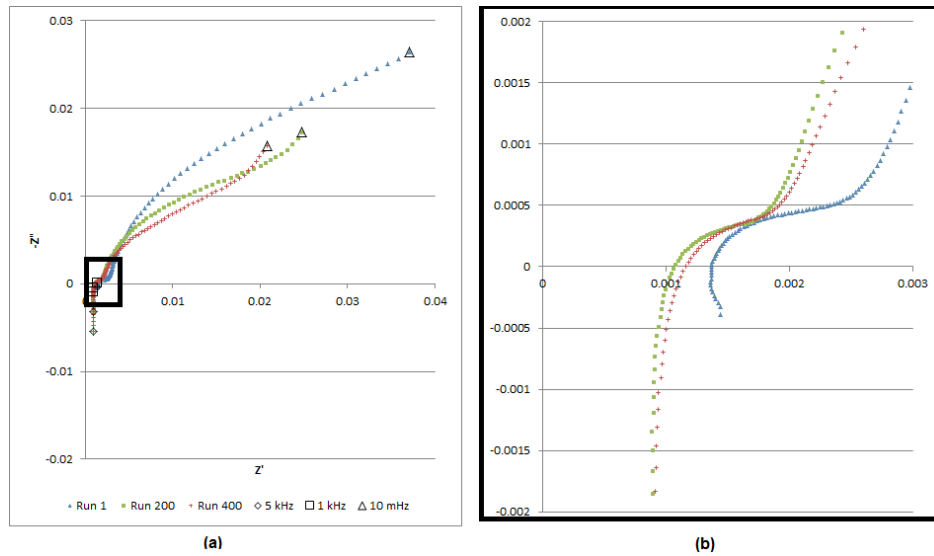 0.03
0.02
0.01
0
-0.01
-0.02
-Z"
0.01
0.02
0.03
0.04
Z'
Run 1
Run 200
Run 400
5 kHz
1 kHz
10 mHz
(a)
0.002
0.0015
0.001
0.0005
0
-0.0005
-0.001
-0.0015
-0.002
0
0.001
0.002
0.003
(b)